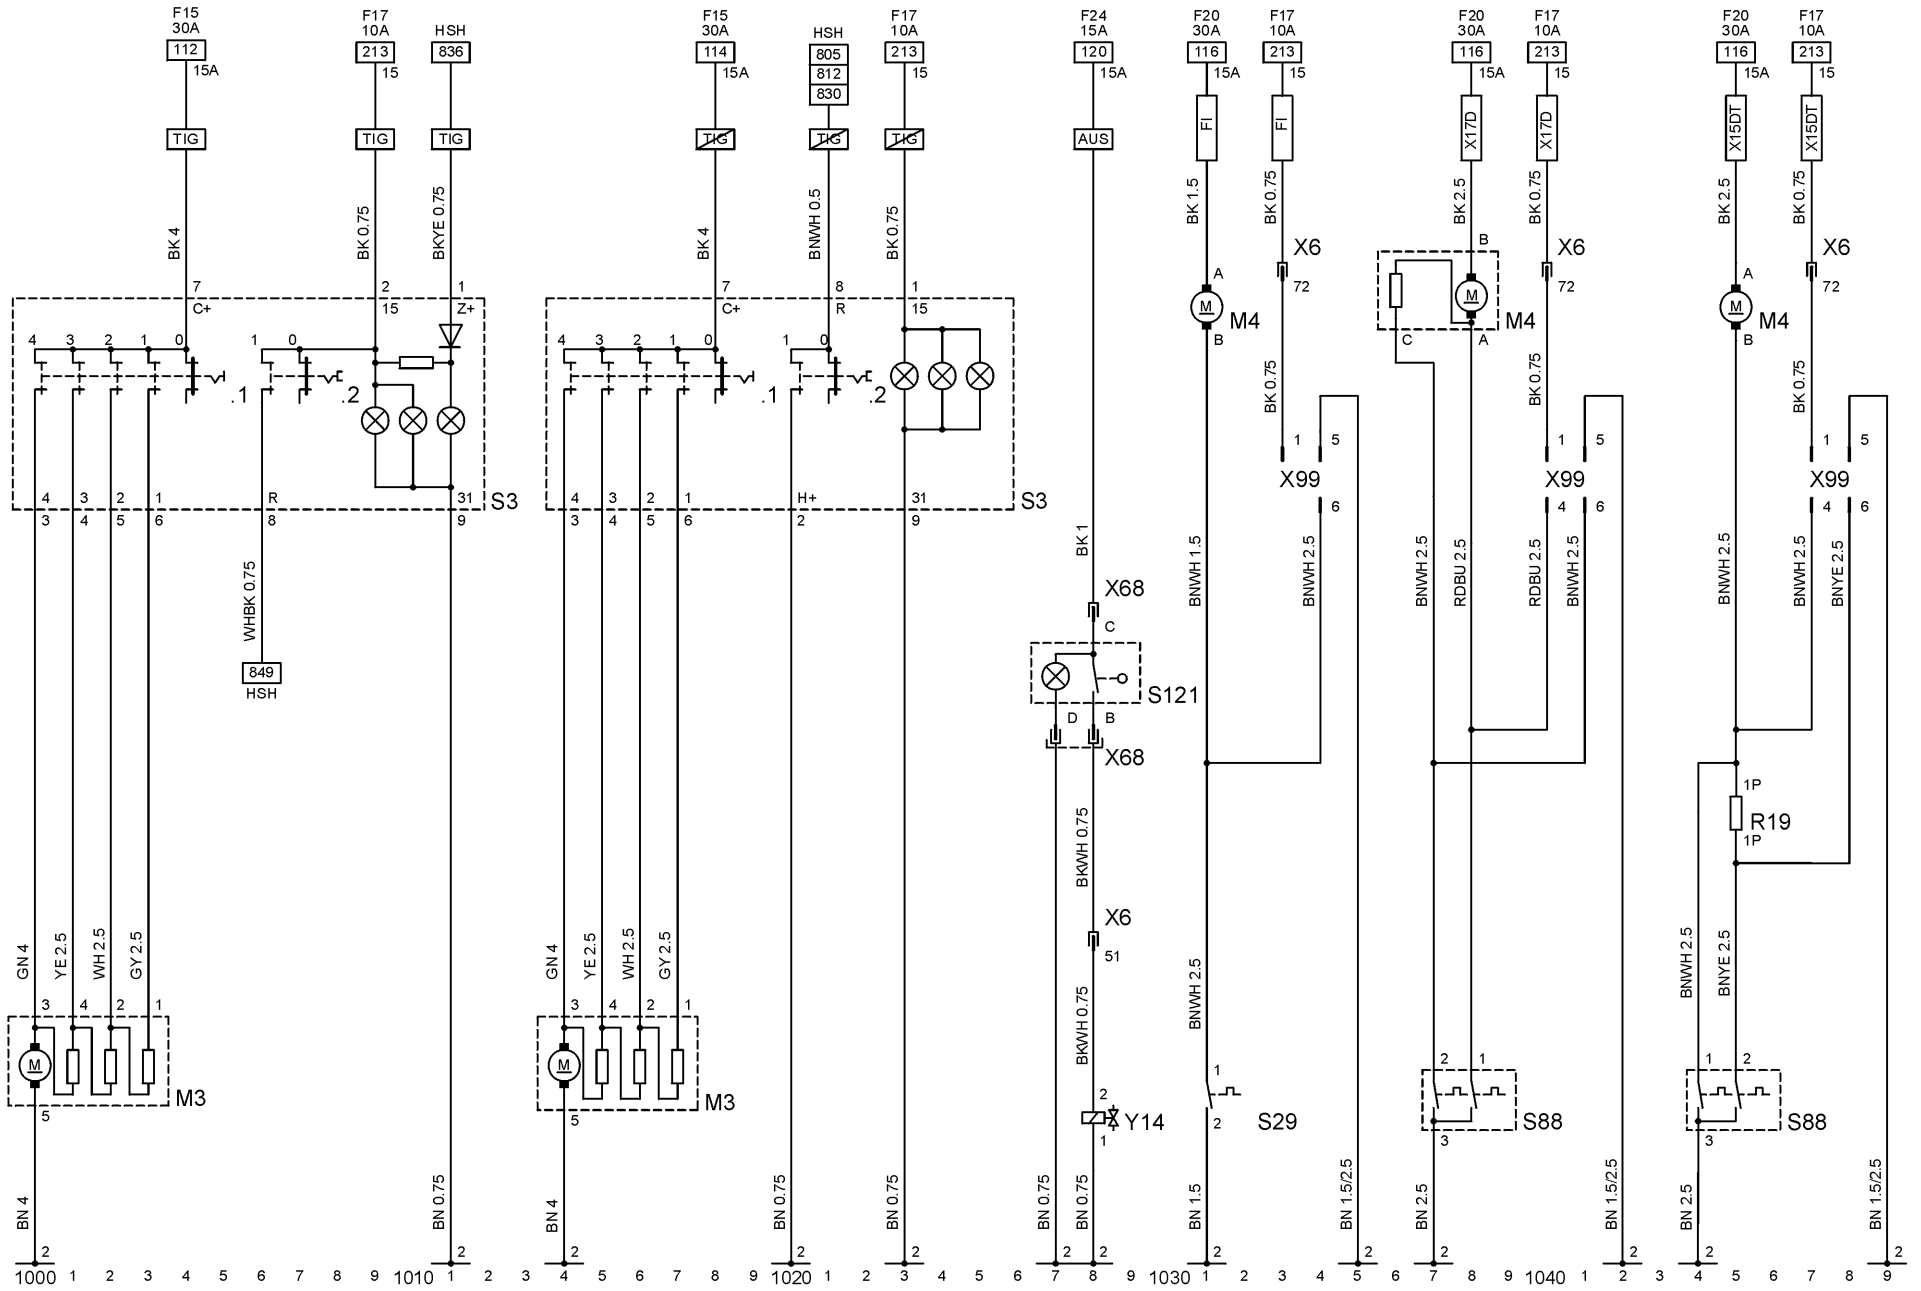 F15 F17 F15 F17 F24 F20 F17 F20 F17 F20 F17
30A 10A HSH 30A HSH 10A 15A 30A 10A 30A 10A 30A 10A
112 213 836 114 805 213 120 116 213 116 213 116 213
15A 15 15A 812 15 15A 15A 15 15A 15 15A 15
830
TIG TIG TIG TIG TIG TIG AUS FI FI X17D X17D X15DT X15DT
BK 4 BK 0.75 BKYE 0.75 BK 4 BNWH 0.5 BK 0.75 BK 1.5 BK 0.75 BK 2.5 BK 0.75 BK 2.5 BK 0.75
B X6 X6 X6
7 2 1 7 8 1 A 72 72 A 72
C+ 15 Z+ C+ R 15 M M4 M M4 M M4
4 3 2 1 0 1 0 4 3 2 1 0 1 0 B C A B
.1 .2 .1 .2 BK 0.75 BK 0.75 BK 0.75
1 5 1 5 1 5
X99 X99 X99
4 3 2 1 R 31 S3 4 3 2 1 H+ 31 S3 6 4 6 4 6
3 4 5 6 8 9 3 4 5 6 2 9
WHBK 0.75 BK 1 BNWH 1.5 BNWH 2.5 BNWH 2.5 RDBU 2.5 RDBU 2.5 BNWH 2.5 BNWH 2.5 BNWH 2.5 BNYE 2.5
X68
C
849
HSH
S121
D B
X68
1P
R19
1P
BKWH 0.75
X6
51
GN 4 YE 2.5 WH 2.5 GY 2.5 GN 4 YE 2.5 WH 2.5 GY 2.5 BNWH 2.5 BNWH 2.5 BNYE 2.5
3 4 2 1 3 4 2 1 BKWH 0.75
M M3 M M3
5 5
2 1 2 1 1 2
Y14 S29 S88 S88
1 2 3 3
BN 4 BN 0.75 BN 4 BN 0.75 BN 0.75 BN 0.75 BN 0.75 BN 1.5 BN 1.5/2.5 BN 2.5 BN 1.5/2.5 BN 2.5 BN 1.5/2.5
2 2 2 2 2 2 2 2 2 2 2 2 2
1000 1 2 3 4 5 6 7 8 9 1010 1 2 3 4 5 6 7 8 9 1020 1 2 3 4 5 6 7 8 9 1030 1 2 3 4 5 6 7 8 9 1040 1 2 3 4 5 6 7 8 9